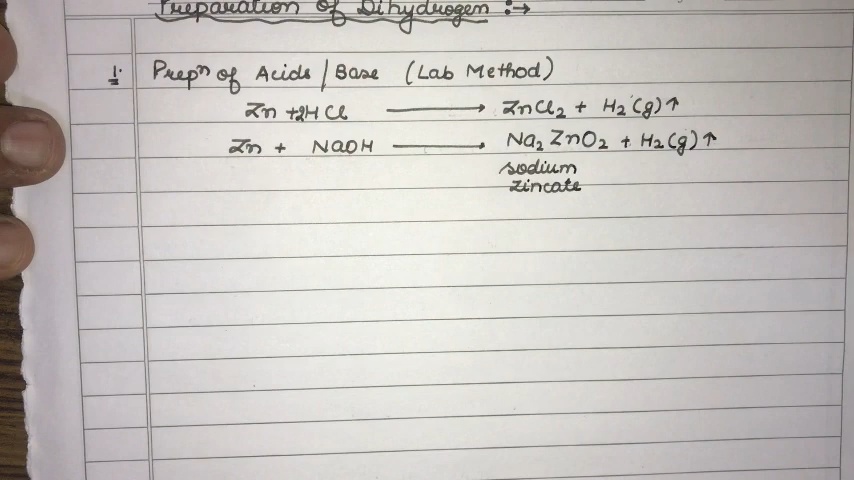 Preparation of Dihydrogen :→
1. Prepⁿ of Acids / Base (Lab Method)
Zn + 2HCl ⟶ ZnCl₂ + H₂(g)↑
Zn + NaOH ⟶ Na₂ZnO₂ + H₂(g)↑
sodium
zincate